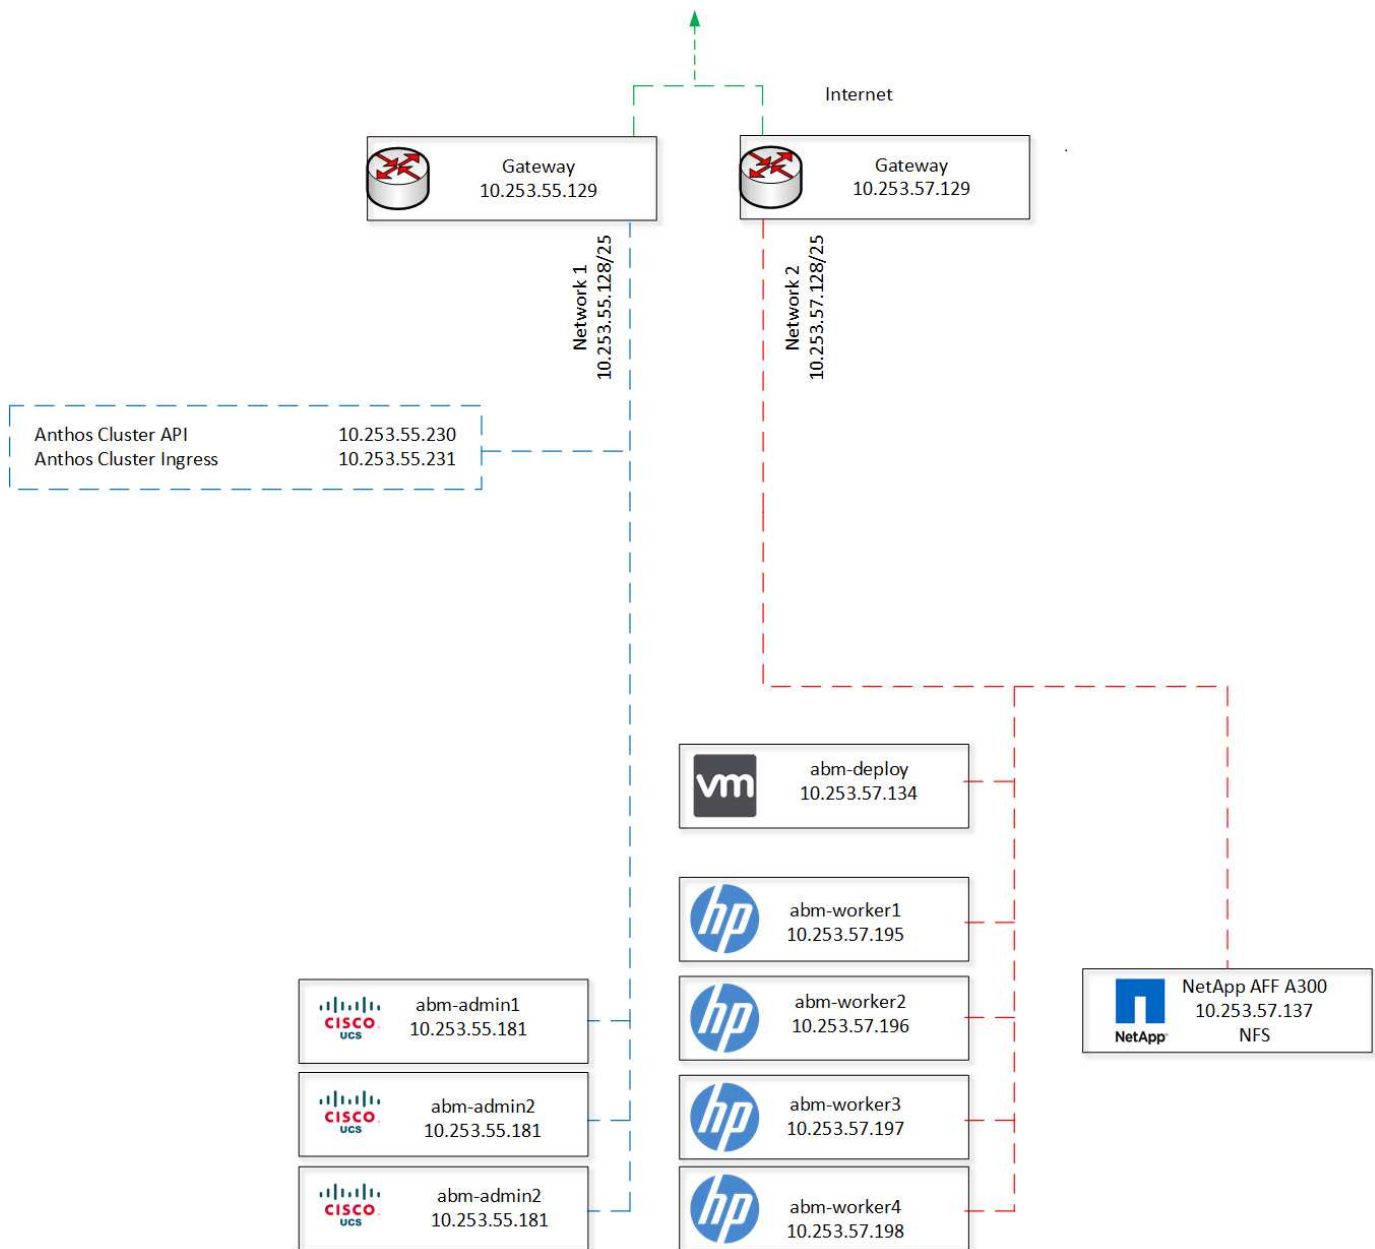 Internet
Gateway
10.253.55.129
Gateway
10.253.57.129
Network 1
10.253.55.128/25
Network 2
10.253.57.128/25
Anthos Cluster API 10.253.55.230
Anthos Cluster Ingress 10.253.55.231
vm
abm-deploy
10.253.57.134
hp
abm-worker1
10.253.57.195
CISCO
UCS
abm-admin1
10.253.55.181
hp
abm-worker2
10.253.57.196
NetApp
NetApp AFF A300
10.253.57.137
NFS
CISCO
UCS
abm-admin2
10.253.55.181
hp
abm-worker3
10.253.57.197
CISCO
UCS
abm-admin2
10.253.55.181
hp
abm-worker4
10.253.57.198